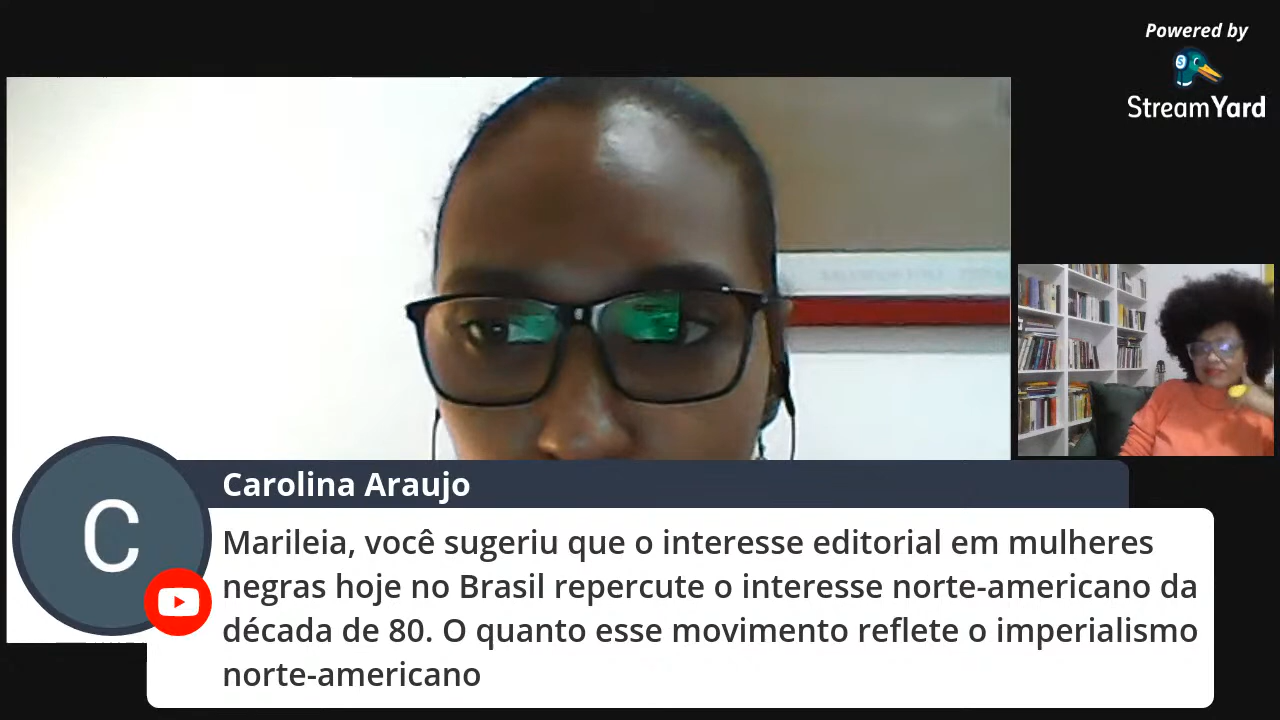 Powered by
StreamYard
Carolina Araujo
C
Marileia, você sugeriu que o interesse editorial em mulheres
negras hoje no Brasil repercute o interesse norte-americano da
década de 80. O quanto esse movimento reflete o imperialismo
norte-americano